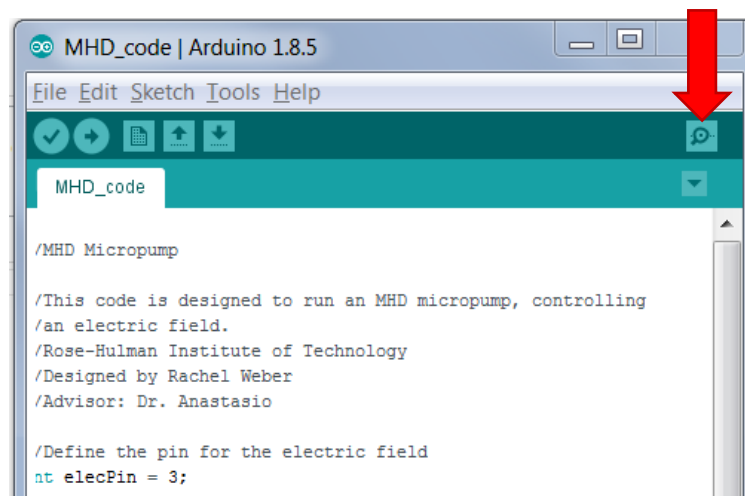 MHD_code | Arduino 1.8.5
File Edit Sketch Tools Help
MHD_code
/MHD Micropump
/This code is designed to run an MHD micropump, controlling
/an electric field.
/Rose-Hulman Institute of Technology
/Designed by Rachel Weber
/Advisor: Dr. Anastasio
/Define the pin for the electric field
nt elecPin = 3;